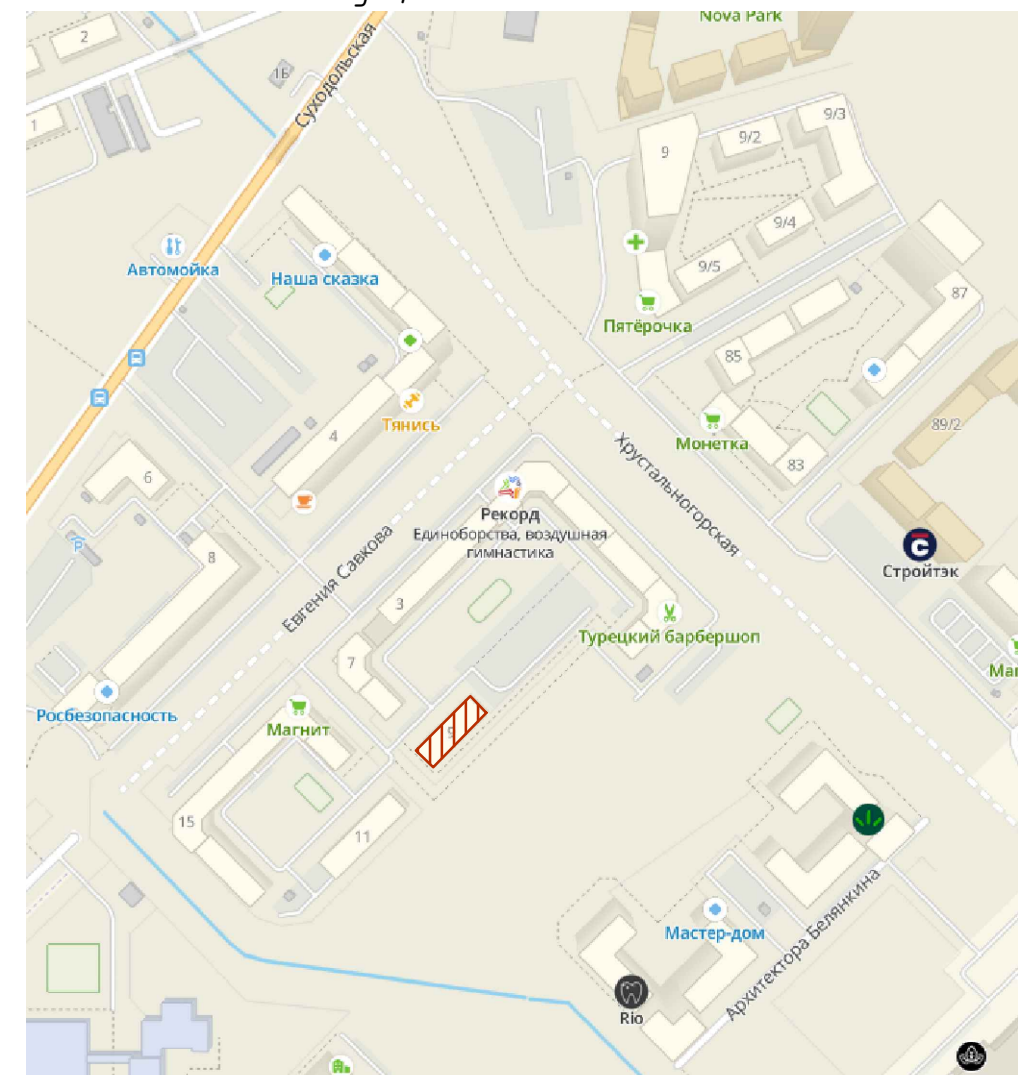 Nova Park
2
1Б
Суходольская
1
9/3
9/2
9
9/4
9/5
Автомойка
Наша сказка
87
Пятёрочка
85
Тянись
4
Монетка
89/2
83
6
Хрустальногорская
Рекорд
Единоборства, воздушная
гимнастика
Р
8
Евгения Савкова
Стройтэк
3
Турецкий барбершоп
7
Маг
Росбезопасность
Магнит
9
15
11
Мастер-дом
Архитектора Белянкина
Rio